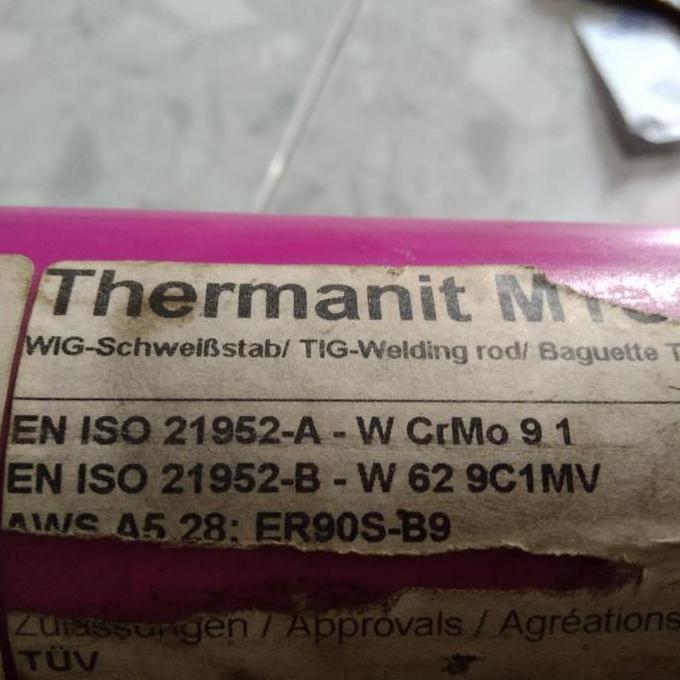 Thermanit
WIG-Schweißstab/ TIG-Welding rod/ Baguette T
EN ISO 21952-A - W CrMo 9 1
EN ISO 21952-B - W 62 9C1MV
AWS A5.28: ER90S-B9
Zulassungen / Approvals / Agréations
TÜV